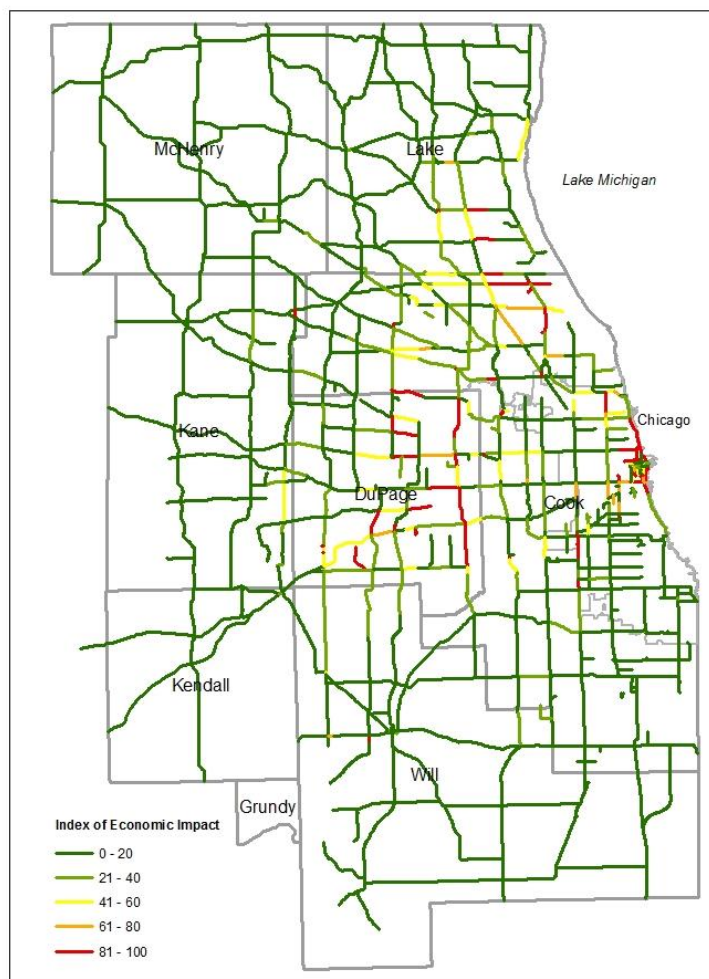 McHenry
Lake
Lake Michigan
Kane
Chicago
DuPage
Cook
Kendall
Will
Grundy
Index of Economic Impact
0 - 20
21 - 40
41 - 60
61 - 80
81 - 100